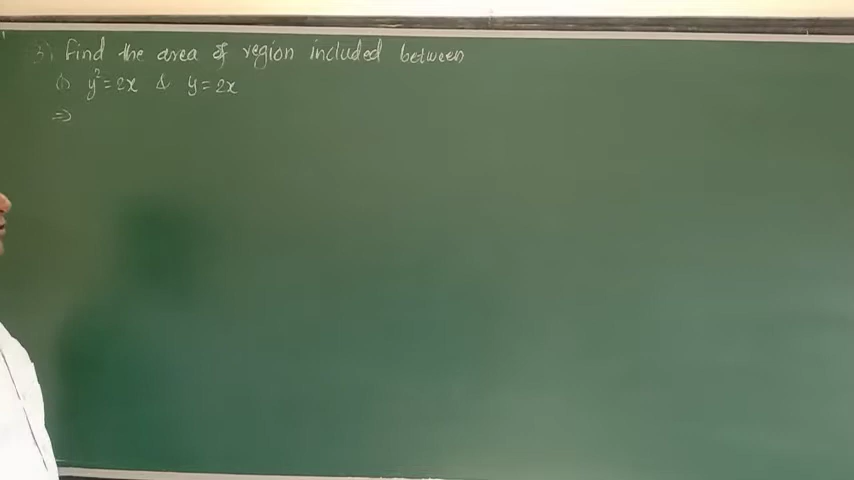 3) Find the area of region included between
(i) y² = 2x & y = 2x
⇒